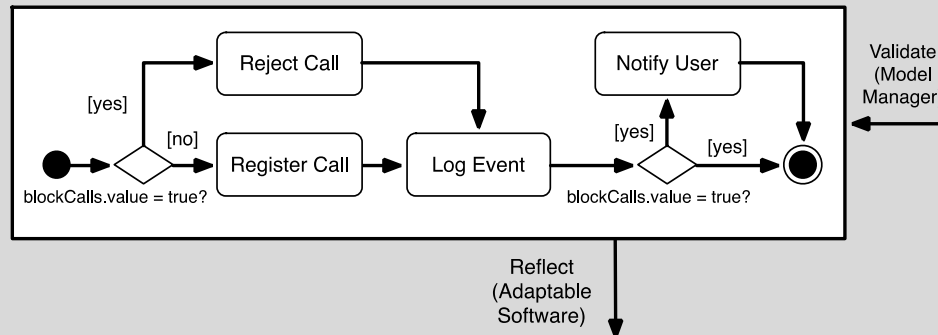 Reject Call
Notify User
[yes]
[no]
Register Call
Log Event
[yes]
[yes]
blockCalls.value = true?
blockCalls.value = true?
Validate
(Model
Manager
Reflect
(Adaptable
Software)